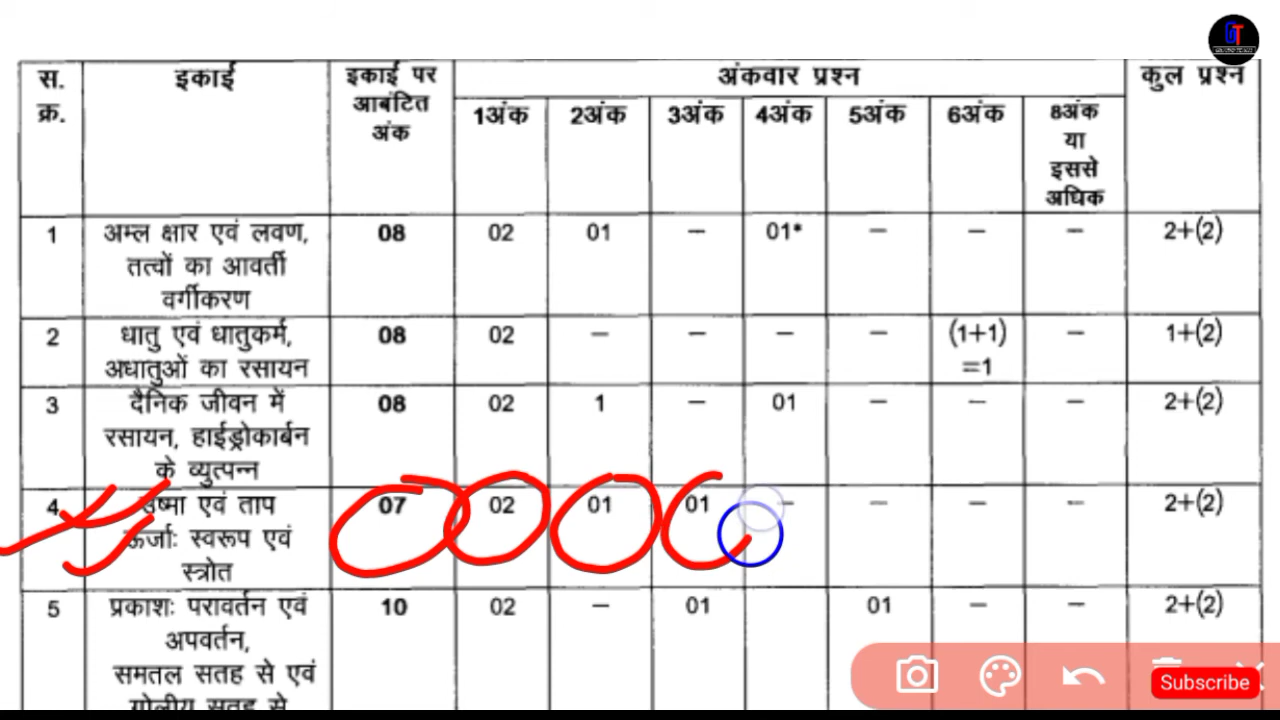 GT
स. इकाई इकाई पर अंकवार प्रश्न कुल प्रश्न
क्र. आबंटित 1अंक 2अंक 3अंक 4अंक 5अंक 6अंक 8अंक
अंक या
इससे
अधिक
1 अम्ल क्षार एवं लवण, 08 02 01 – 01* – – – 2+(2)
तत्वों का आवर्ती
वर्गीकरण
2 धातु एवं धातुकर्म, 08 02 – – – – (1+1) – 1+(2)
अधातुओं का रसायन =1
3 दैनिक जीवन में 08 02 1 – 01 – – – 2+(2)
रसायन, हाईड्रोकार्बन
के व्युत्पन्न
4 उष्मा एवं ताप 07 02 01 01 – – – – 2+(2)
ऊर्जाः स्वरूप एवं
स्त्रोत
5 प्रकाशः परावर्तन एवं 10 02 – 01 01 – – 2+(2)
अपवर्तन,
समतल सतह से एवं
गोलीय सतह से
Subscribe